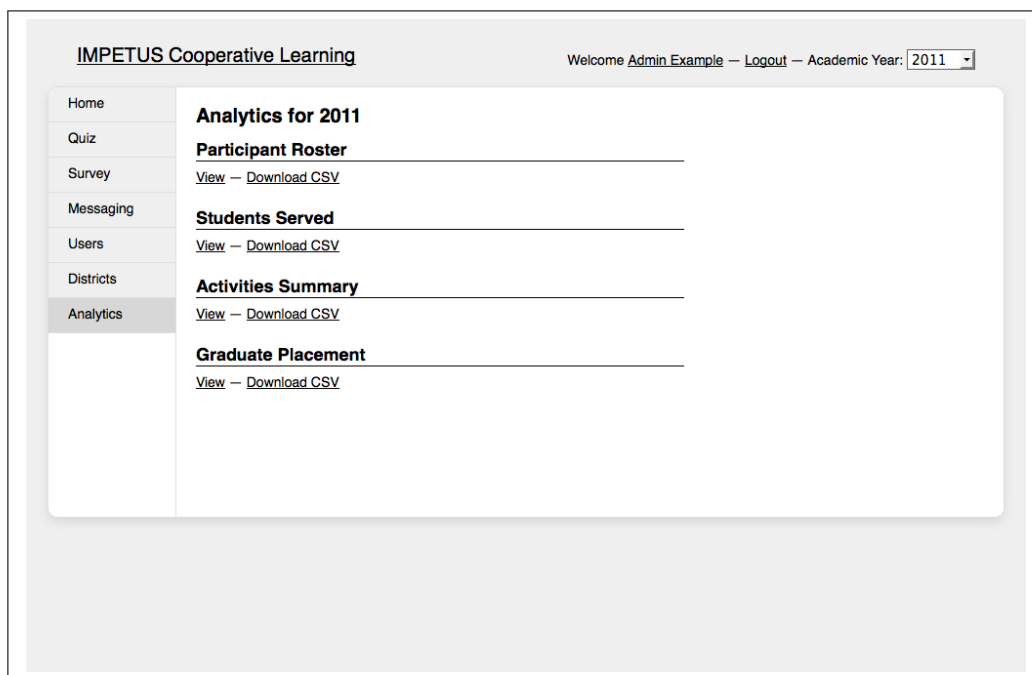 IMPETUS Cooperative Learning
Welcome Admin Example — Logout — Academic Year: 2011
Home
Quiz
Survey
Messaging
Users
Districts
Analytics
Analytics for 2011
Participant Roster
View — Download CSV
Students Served
View — Download CSV
Activities Summary
View — Download CSV
Graduate Placement
View — Download CSV